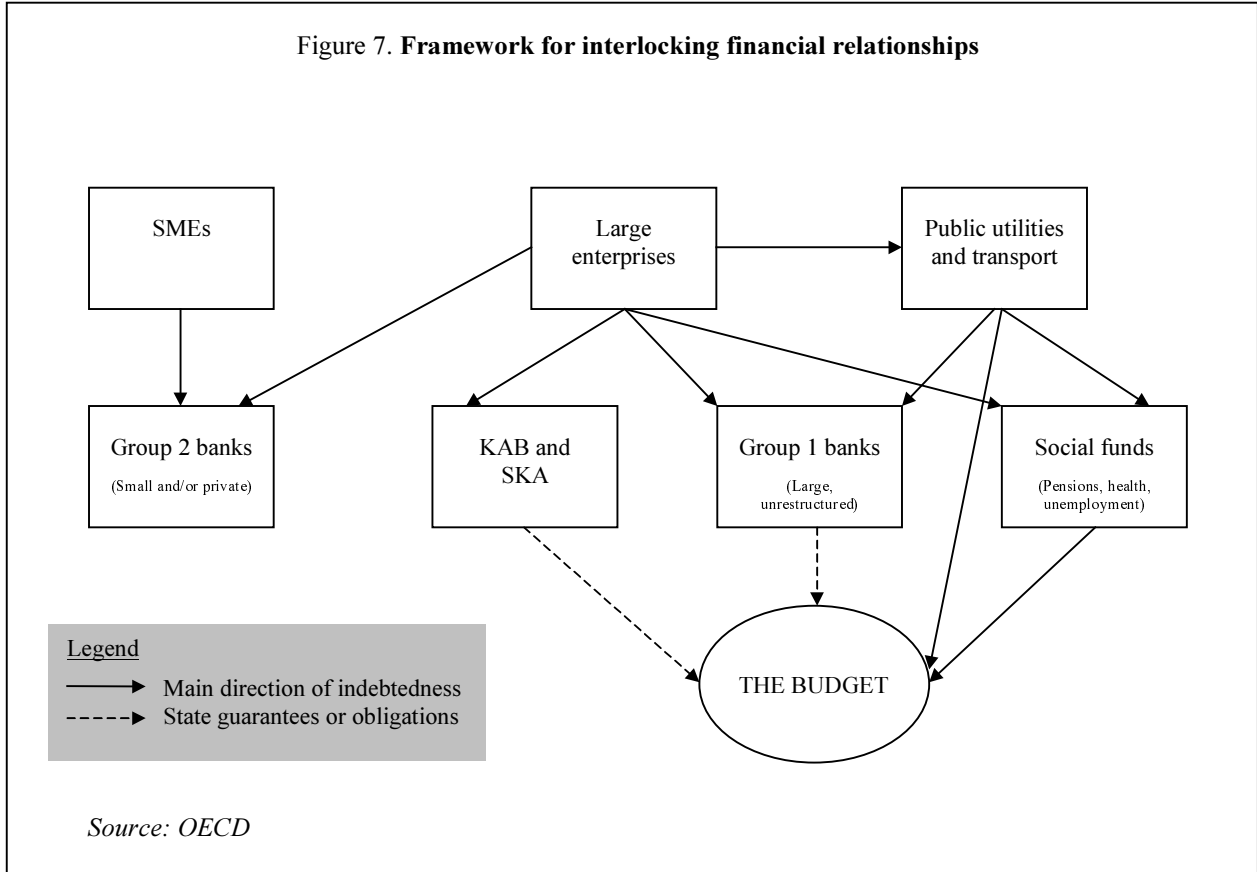 Figure 7. Framework for interlocking financial relationships
SMEs
Large
enterprises
Public utilities
and transport
Group 2 banks
(Small and/or private)
KAB and
SKA
Group 1 banks
(Large,
unrestructured)
Social funds
(Pensions, health,
unemployment)
THE BUDGET
Legend
Main direction of indebtedness
State guarantees or obligations
Source: OECD